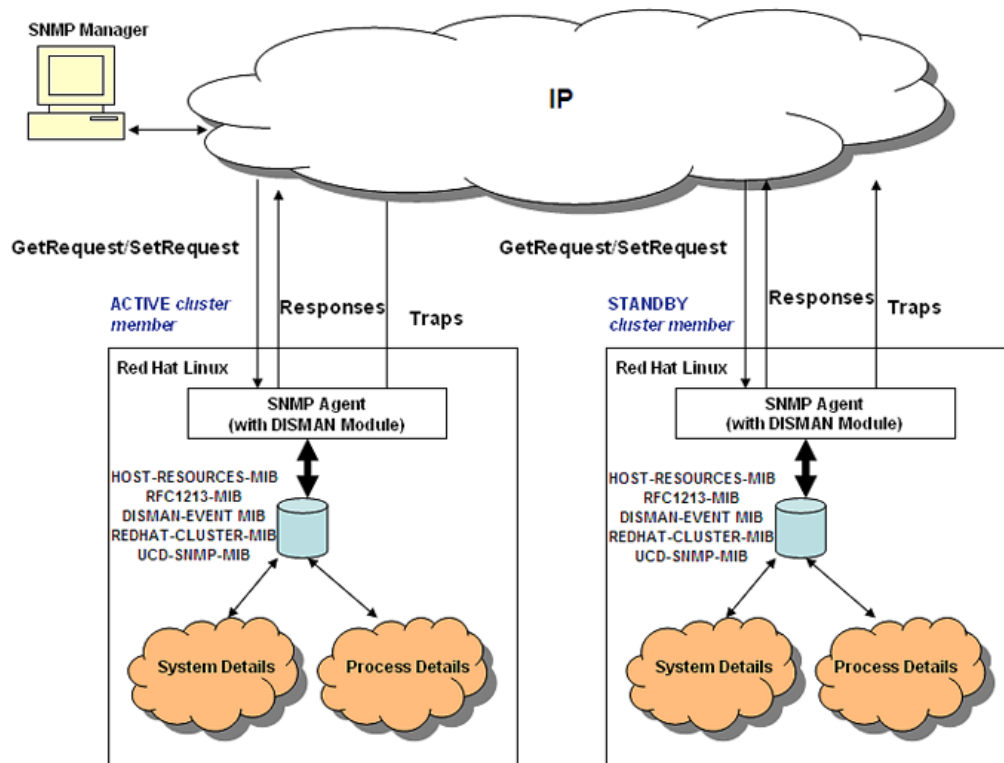 SNMP Manager
IP
GetRequest/SetRequest
ACTIVE cluster
member
Responses
Traps
Red Hat Linux
SNMP Agent
(with DISMAN Module)
HOST-RESOURCES-MIB
RFC1213-MIB
DISMAN-EVENT MIB
REDHAT-CLUSTER-MIB
UCD-SNMP-MIB
System Details
Process Details
GetRequest/SetRequest
STANDBY
cluster member
Responses
Traps
Red Hat Linux
SNMP Agent
(with DISMAN Module)
HOST-RESOURCES-MIB
RFC1213-MIB
DISMAN-EVENT MIB
REDHAT-CLUSTER-MIB
UCD-SNMP-MIB
System Details
Process Details